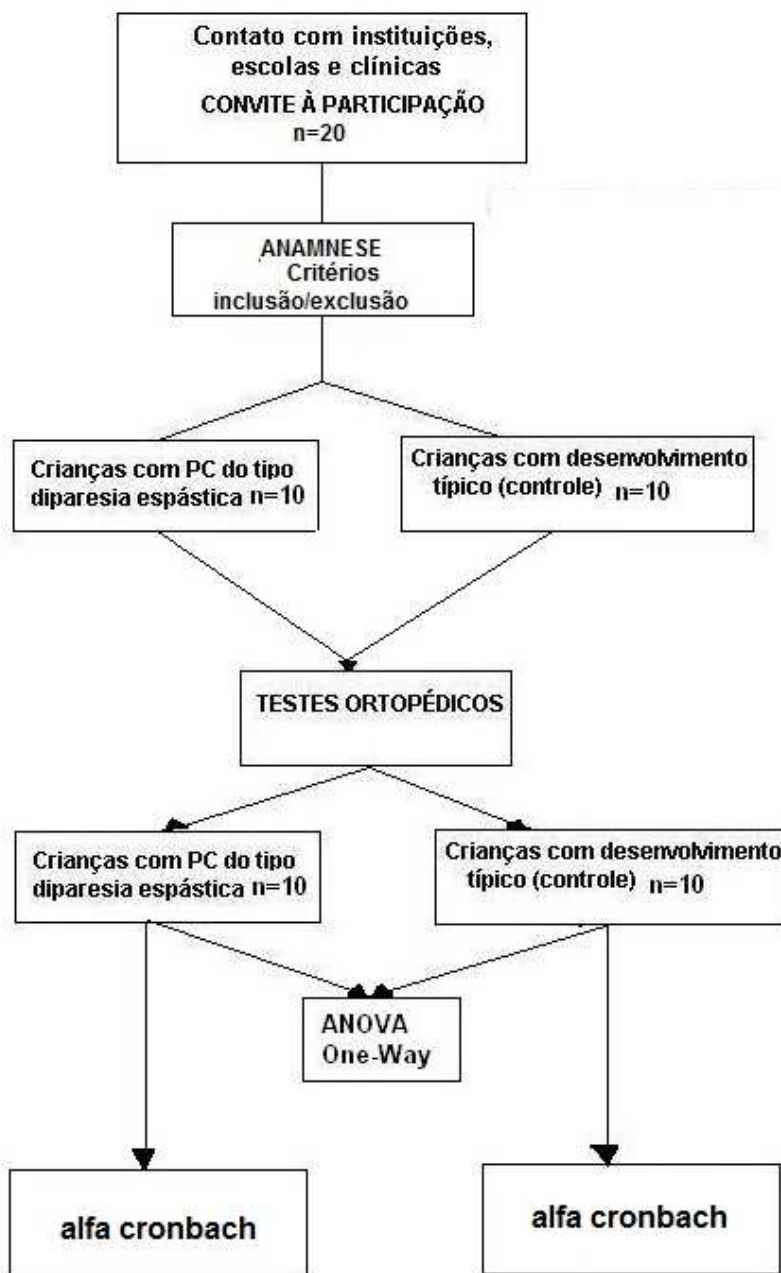 Contato com instituições,
escolas e clínicas
CONVITE À PARTICIPAÇÃO
n=20
ANAMNESE
Critérios
inclusão/exclusão
Crianças com PC do tipo
diparesia espástica n=10
Crianças com desenvolvimento
típico (controle) n=10
TESTES ORTOPÉDICOS
Crianças com PC do tipo
diparesia espástica n=10
Crianças com desenvolvimento
típico (controle) n=10
ANOVA
One-Way
alfa cronbach
alfa cronbach